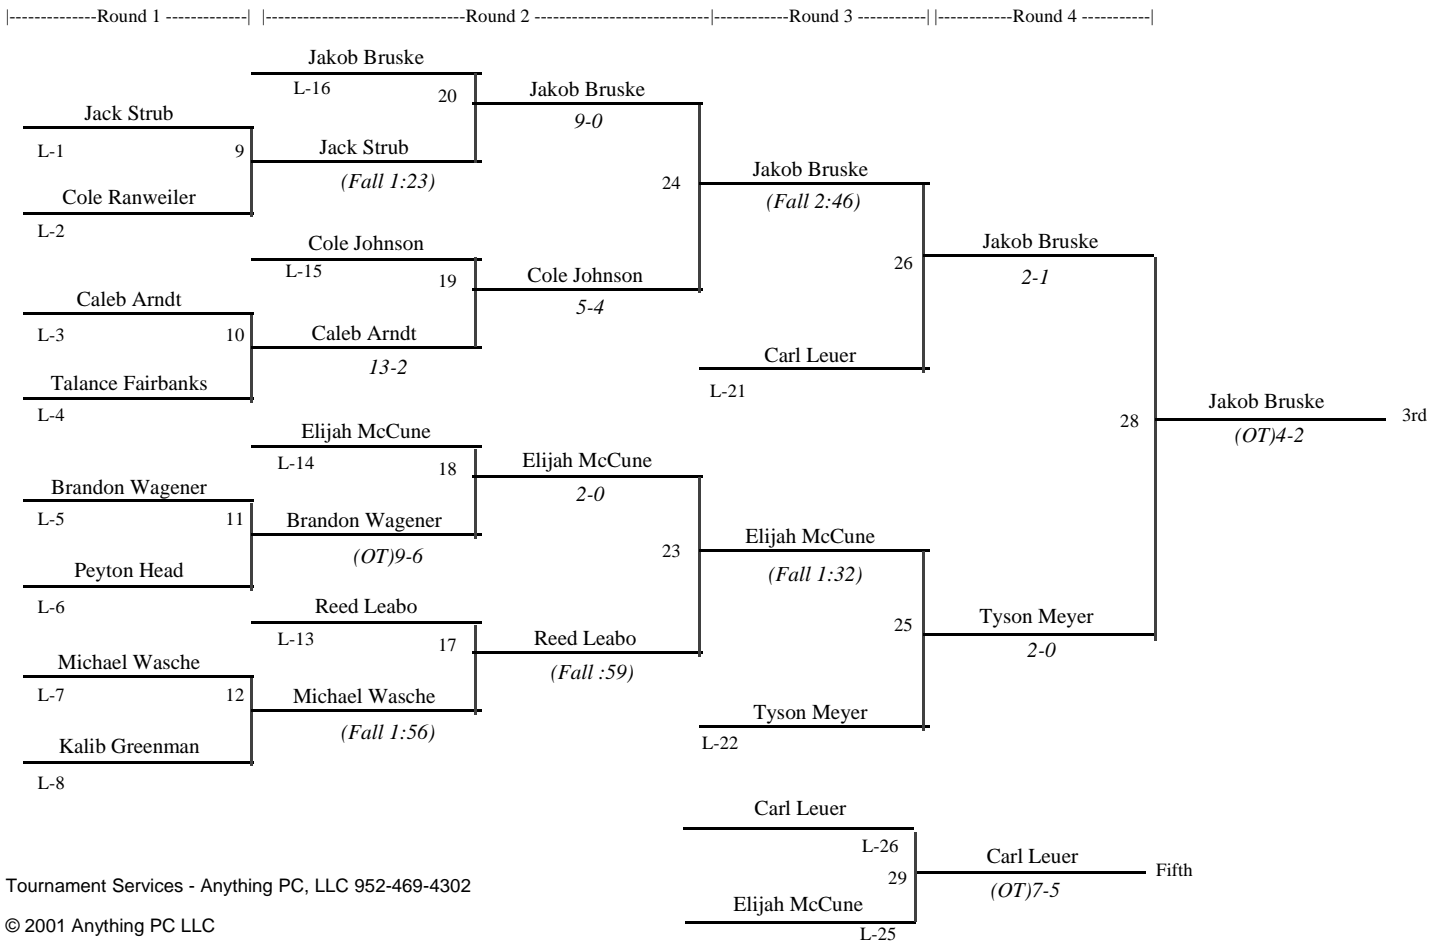 |-------------Round 1 -------------| |-------------------------------Round 2 ---------------------------|------------Round 3 -----------| |------------Round 4 -----------|
Jakob Bruske
L-16
20
Jakob Bruske
9-0
Jack Strub
L-1
9
Jack Strub
(Fall 1:23)
Cole Ranweiler
L-2
24
Jakob Bruske
(Fall 2:46)
Cole Johnson
L-15
19
Cole Johnson
5-4
26
Jakob Bruske
2-1
Caleb Arndt
L-3
10
Caleb Arndt
13-2
Talance Fairbanks
L-4
Carl Leuer
L-21
28
Jakob Bruske
(OT)4-2
3rd
Elijah McCune
L-14
18
Elijah McCune
2-0
Brandon Wagener
L-5
11
Brandon Wagener
(OT)9-6
Peyton Head
L-6
23
Elijah McCune
(Fall 1:32)
Reed Leabo
L-13
17
Reed Leabo
(Fall :59)
25
Tyson Meyer
2-0
Michael Wasche
L-7
12
Michael Wasche
(Fall 1:56)
Kalib Greenman
L-8
Tyson Meyer
L-22
Carl Leuer
L-26
29
Carl Leuer
(OT)7-5
Fifth
Elijah McCune
L-25
Tournament Services - Anything PC, LLC 952-469-4302
© 2001 Anything PC LLC